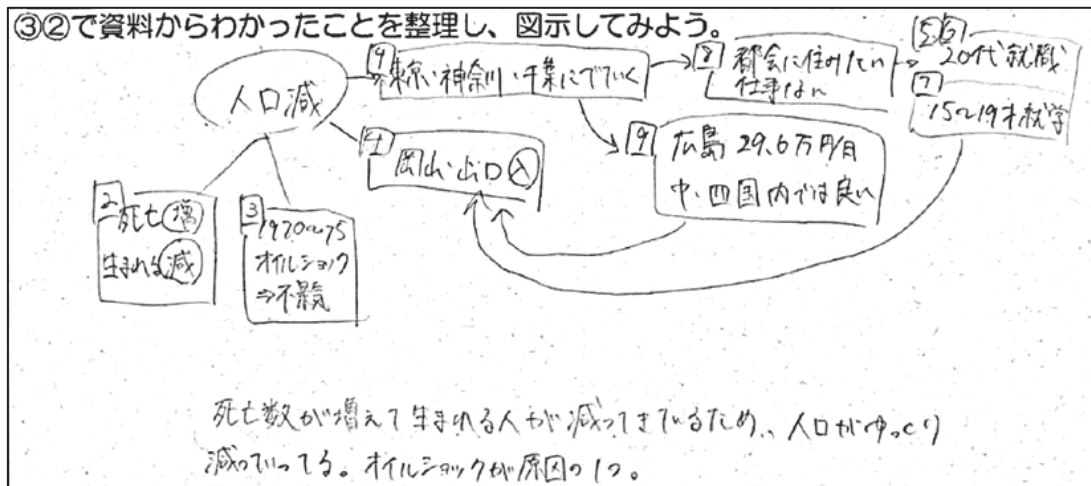 ③②で資料からわかったことを整理し、図示してみよう。
人口減
4
東京・神奈川・千葉にでていく
8
都会に住みたい
仕事ない
5 6
20代就職
7
15〜19才就学
4
岡山・山口入
9
広島 29.6万円/月
中・四国内では良い
2
死亡増
生まれる減
3
1970〜75
オイルショック
⇒不景気
死亡数が増えて生まれる人が減ってきているため、人口がゆっくり
減っていってる。オイルショックが原因の1つ。